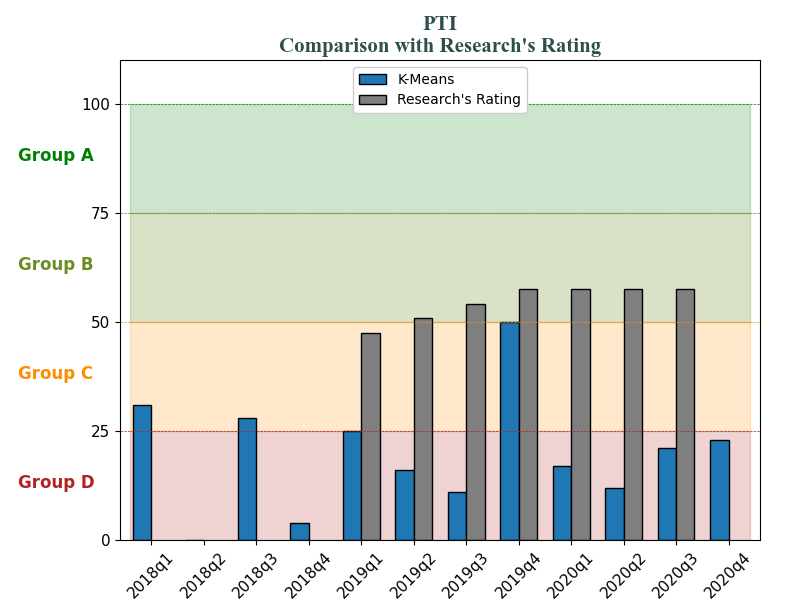 PTI
Comparison with Research's Rating
K-Means
Research's Rating
100
Group A
75
Group B
50
Group C
25
Group D
0
2018q1
2018q2
2018q3
2018q4
2019q1
2019q2
2019q3
2019q4
2020q1
2020q2
2020q3
2020q4